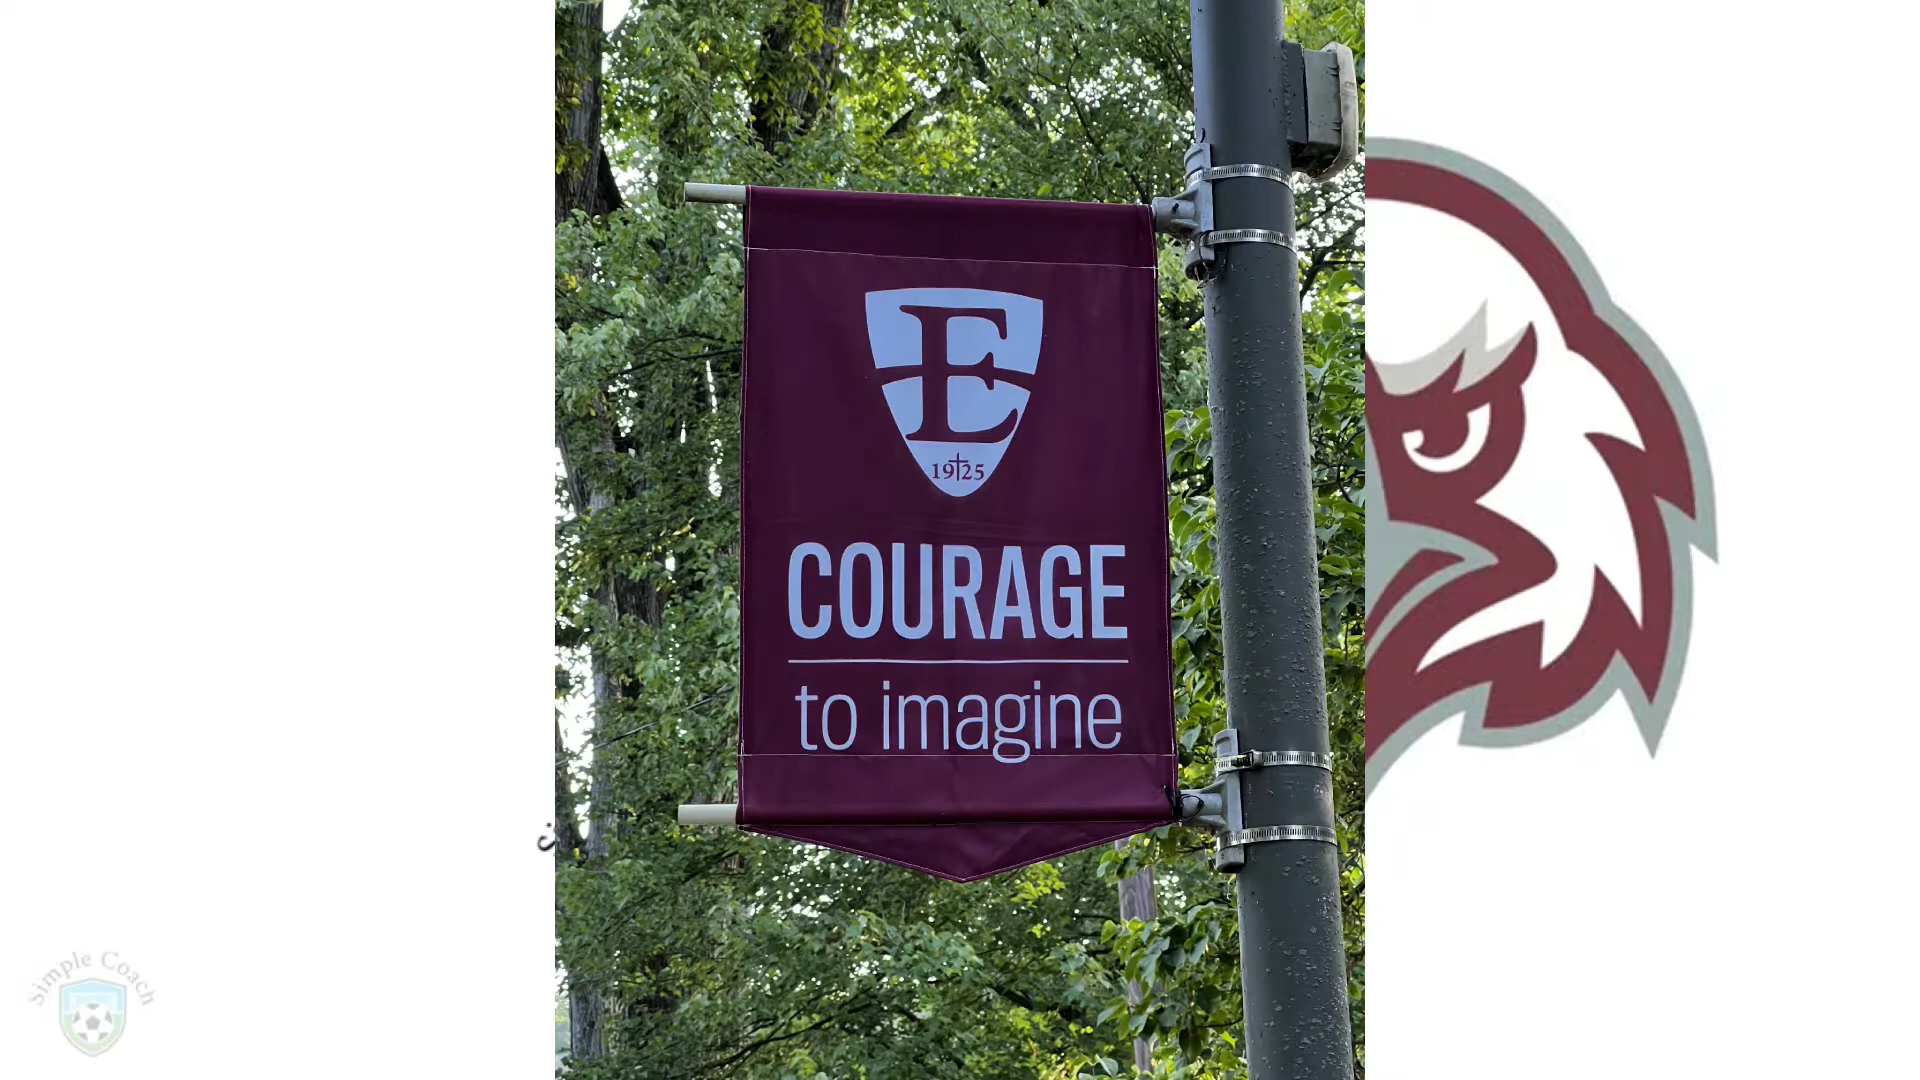 E
19†25
COURAGE
to imagine
Simple Coach